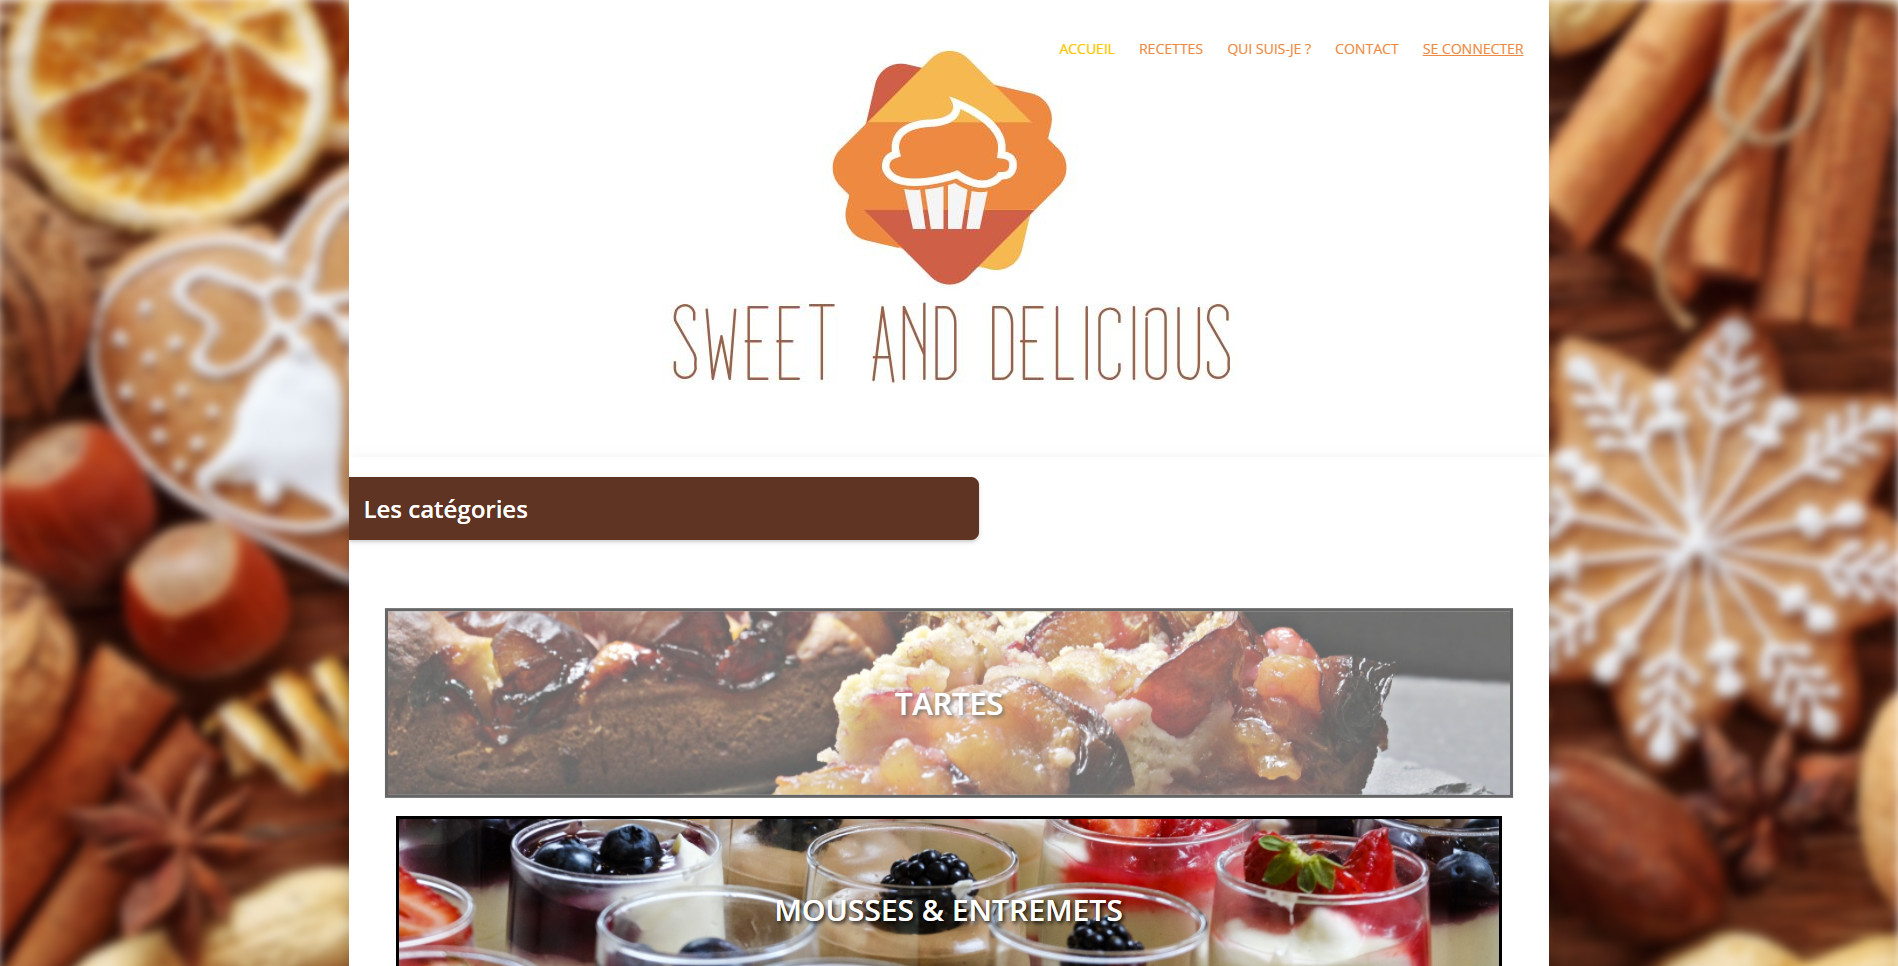 ACCUEIL RECETTES QUI SUIS-JE ? CONTACT SE CONNECTER
SWEET AND DELICIOUS
Les catégories
TARTES
MOUSSES & ENTREMETS